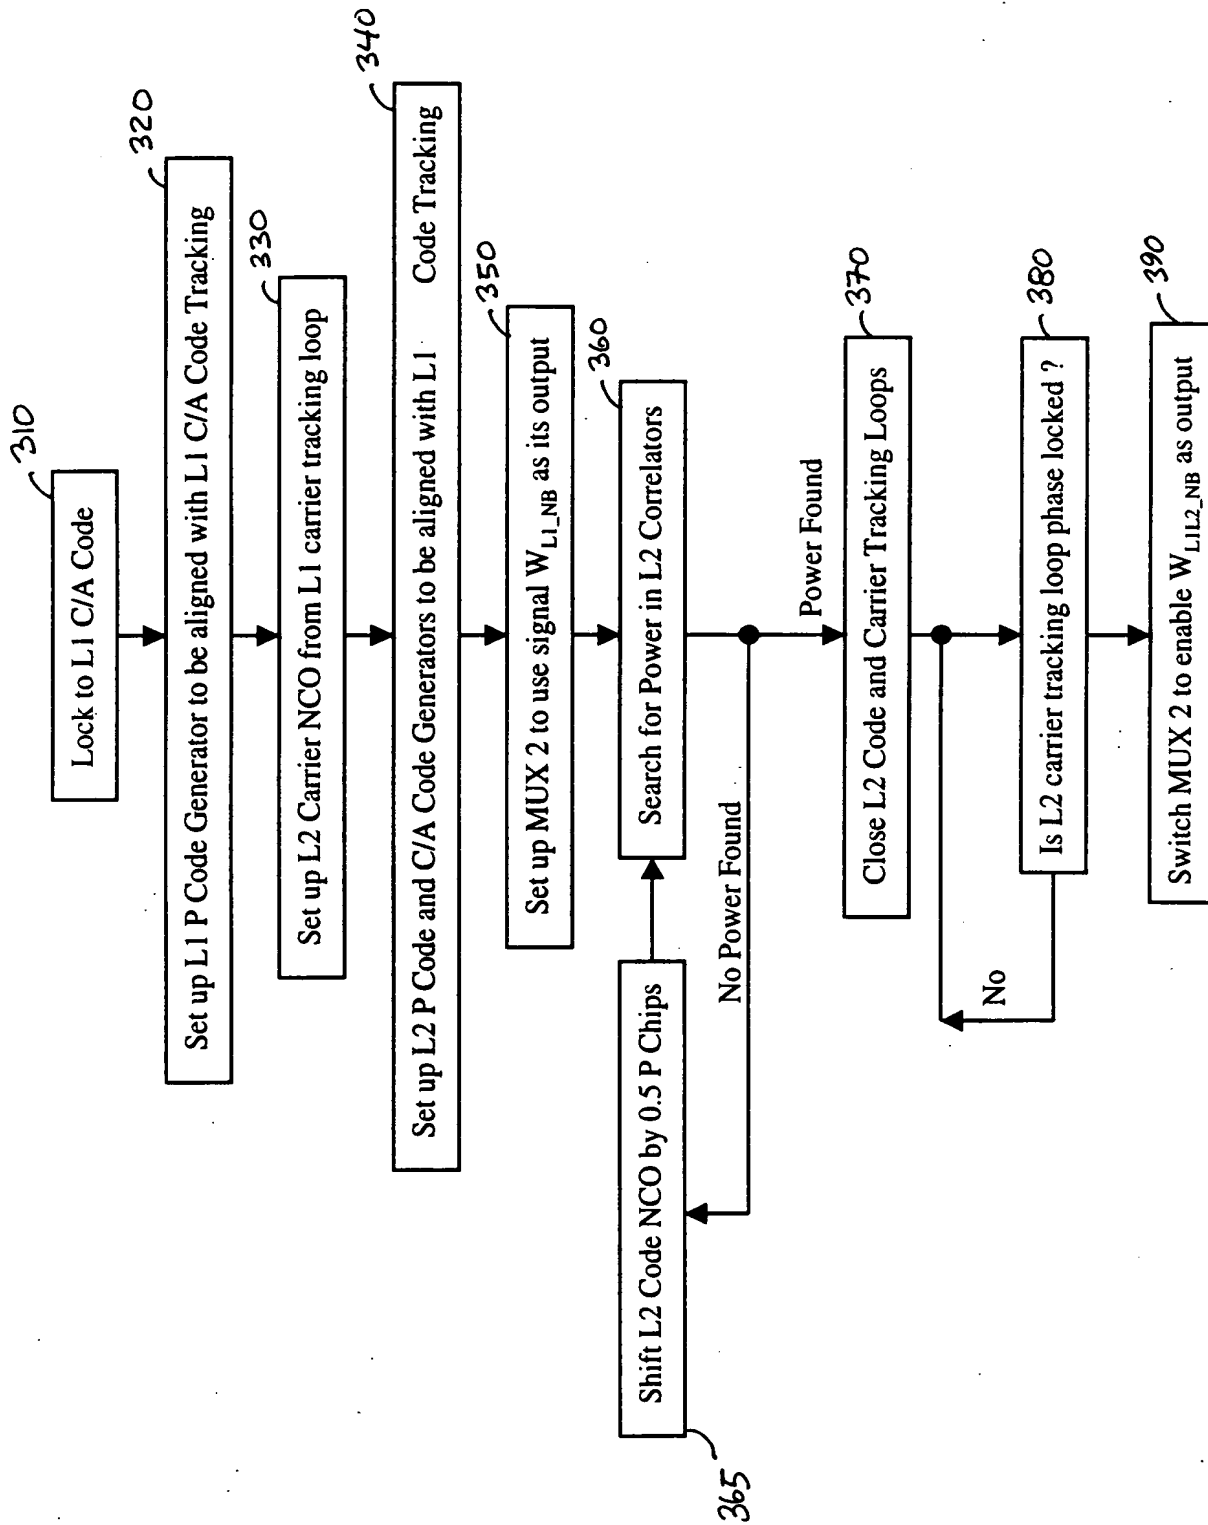 310
Lock to L1 C/A Code
320
Set up L1 P Code Generator to be aligned with L1 C/A Code Tracking
330
Set up L2 Carrier NCO from L1 carrier tracking loop
340
Set up L2 P Code and C/A Code Generators to be aligned with L1 Code Tracking
350
Set up MUX 2 to use signal W_L1_NB as its output
360
Search for Power in L2 Correlators
365
Shift L2 Code NCO by 0.5 P Chips
No Power Found
Power Found
370
Close L2 Code and Carrier Tracking Loops
380
Is L2 carrier tracking loop phase locked ?
No
390
Switch MUX 2 to enable W_L1L2_NB as output